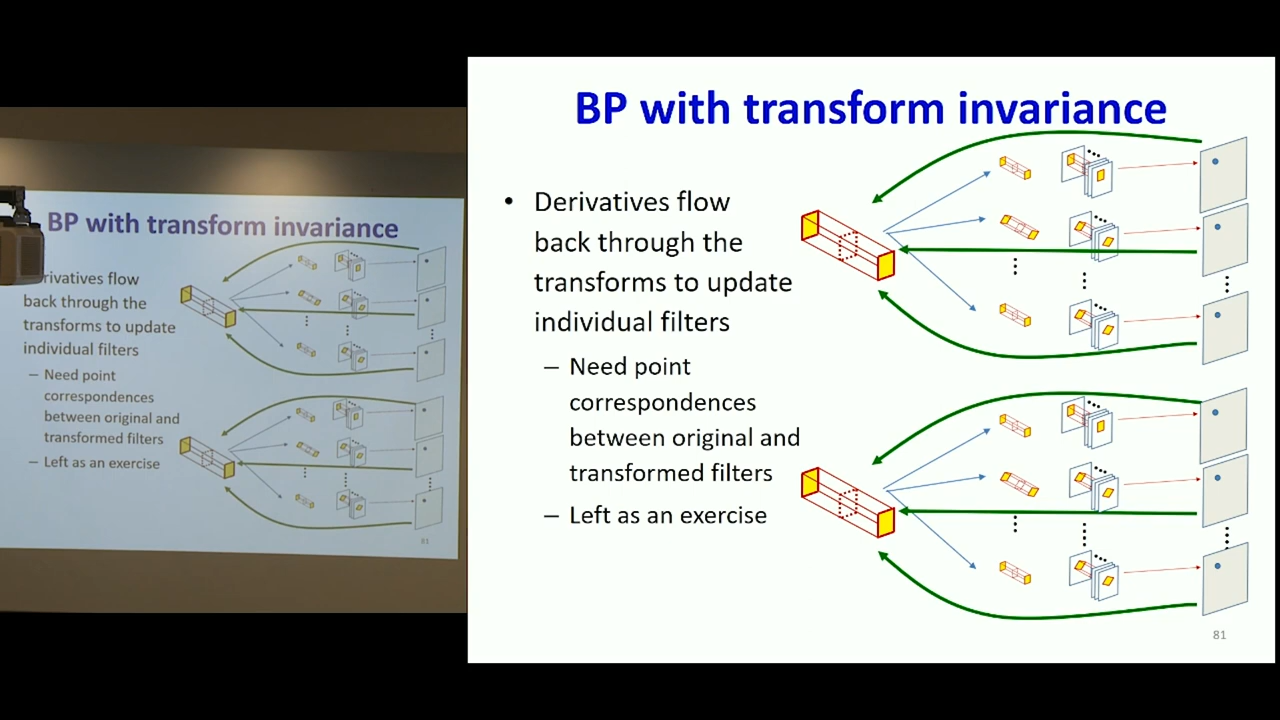 BP with transform invariance
rivatives flow
back through the
transforms to update
individual filters
– Need point
correspondences
between original and
transformed filters
– Left as an exercise
81
BP with transform invariance
• Derivatives flow
back through the
transforms to update
individual filters
– Need point
correspondences
between original and
transformed filters
– Left as an exercise
81